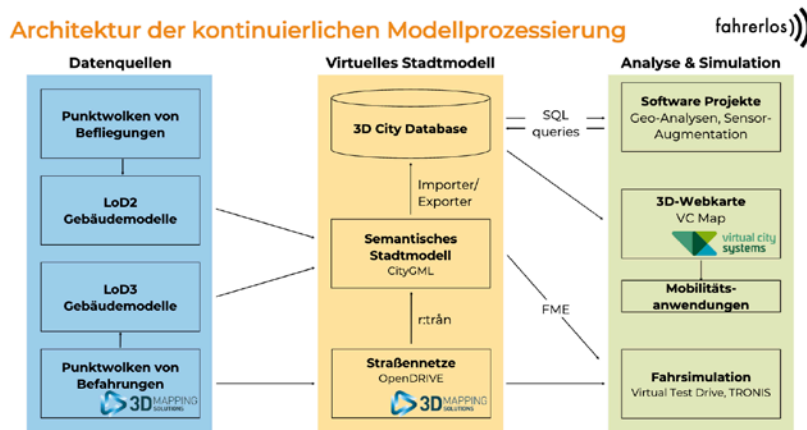 Architektur der kontinuierlichen Modellprozessierung
fahrerlos
Datenquellen
Punktwolken von
Befliegungen
LoD2
Gebäudemodelle
LoD3
Gebäudemodelle
Punktwolken von
Befahrungen
3D MAPPING
SOLUTIONS
Virtuelles Stadtmodell
3D City Database
Importer/
Exporter
Semantisches
Stadtmodell
CityGML
r:trån
Straßennetze
OpenDRIVE
3D MAPPING
SOLUTIONS
SQL
queries
FME
Analyse & Simulation
Software Projekte
Geo-Analysen, Sensor-
Augmentation
3D-Webkarte
VC Map
virtual city
systems
Mobilitäts-
anwendungen
Fahrsimulation
Virtual Test Drive, TRONIS